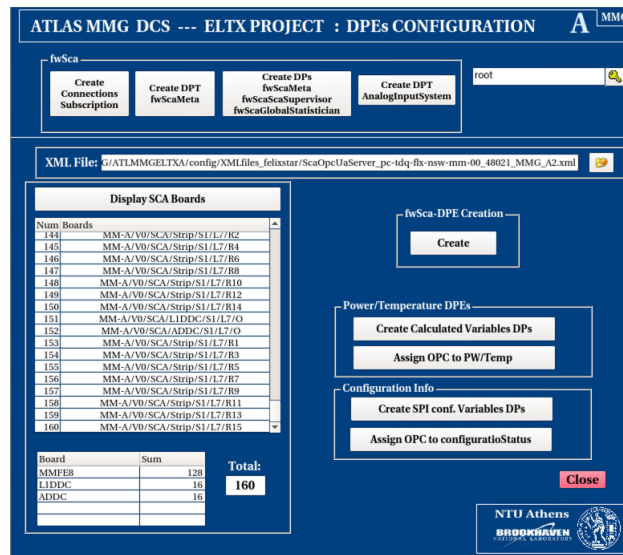 ATLAS MMG DCS --- ELTX PROJECT : DPEs CONFIGURATION
A
MMG
fwSca
Create
Connections
Subscription
Create DPT
fwScaMeta
Create DPs
fwScaMeta
fwScaScaSupervisor
fwScaGlobalStatistician
Create DPT
AnalogInputSystem
root
XML File: G/ATLMMGELTXA/config/XMLfiles_felixstar/ScaOpcUaServer_pc-tdq-flx-nsw-mm-00_48021_MMG_A2.xml
Display SCA Boards
Num Boards
144 MM-A/V0/SCA/Strip/S1/L7/R2
145 MM-A/V0/SCA/Strip/S1/L7/R4
146 MM-A/V0/SCA/Strip/S1/L7/R6
147 MM-A/V0/SCA/Strip/S1/L7/R8
148 MM-A/V0/SCA/Strip/S1/L7/R10
149 MM-A/V0/SCA/Strip/S1/L7/R12
150 MM-A/V0/SCA/Strip/S1/L7/R14
151 MM-A/V0/SCA/L1DDC/S1/L7/O
152 MM-A/V0/SCA/ADDC/S1/L7/O
153 MM-A/V0/SCA/Strip/S1/L7/R1
154 MM-A/V0/SCA/Strip/S1/L7/R3
155 MM-A/V0/SCA/Strip/S1/L7/R5
156 MM-A/V0/SCA/Strip/S1/L7/R7
157 MM-A/V0/SCA/Strip/S1/L7/R9
158 MM-A/V0/SCA/Strip/S1/L7/R11
159 MM-A/V0/SCA/Strip/S1/L7/R13
160 MM-A/V0/SCA/Strip/S1/L7/R15
Board Sum
MMFE8 128
L1DDC 16
ADDC 16
Total:
160
fwSca-DPE Creation
Create
Power/Temperature DPEs
Create Calculated Variables DPs
Assign OPC to PW/Temp
Configuration Info
Create SPI conf. Variables DPs
Assign OPC to configuratioStatus
Close
NTU Athens
BROOKHAVEN
NATIONAL LABORATORY